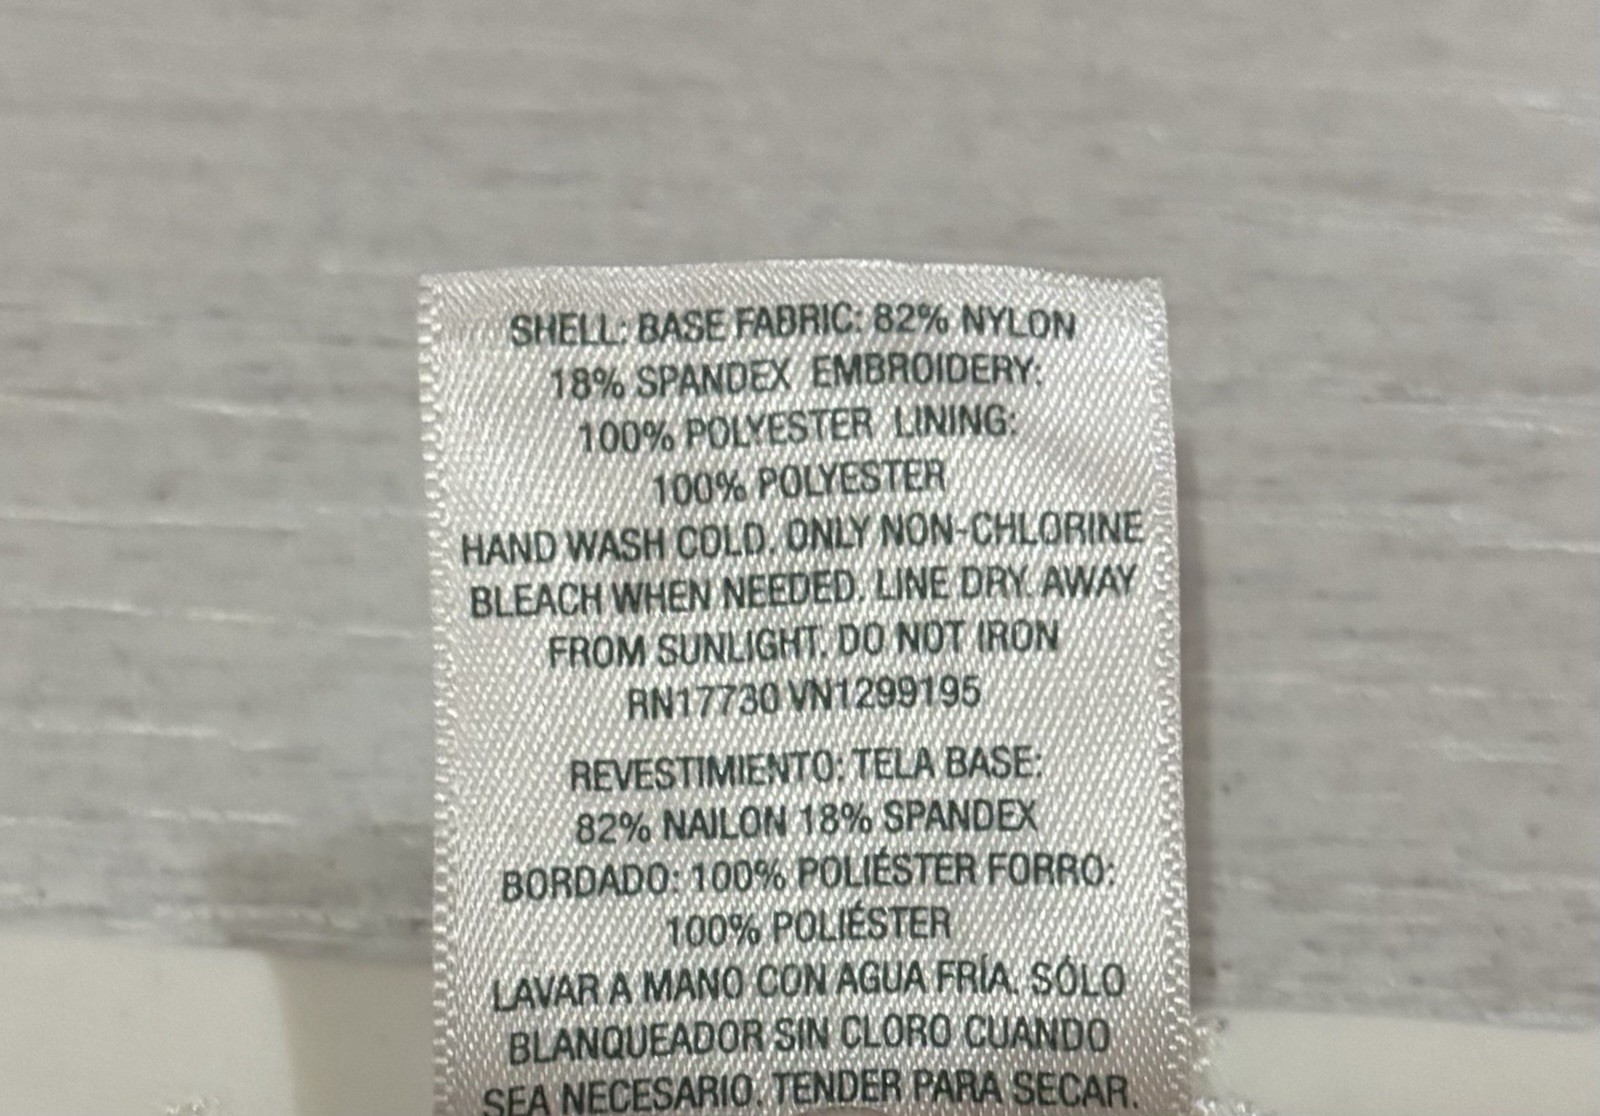 SHELL: BASE FABRIC: 82% NYLON
18% SPANDEX EMBROIDERY:
100% POLYESTER LINING:
100% POLYESTER
HAND WASH COLD. ONLY NON-CHLORINE
BLEACH WHEN NEEDED. LINE DRY. AWAY
FROM SUNLIGHT. DO NOT IRON
RN17730 VN1299195
REVESTIMIENTO: TELA BASE:
82% NAILON 18% SPANDEX
BORDADO: 100% POLIÉSTER FORRO:
100% POLIÉSTER
LAVAR A MANO CON AGUA FRÍA. SÓLO
BLANQUEADOR SIN CLORO CUANDO
SEA NECESARIO. TENDER PARA SECAR.